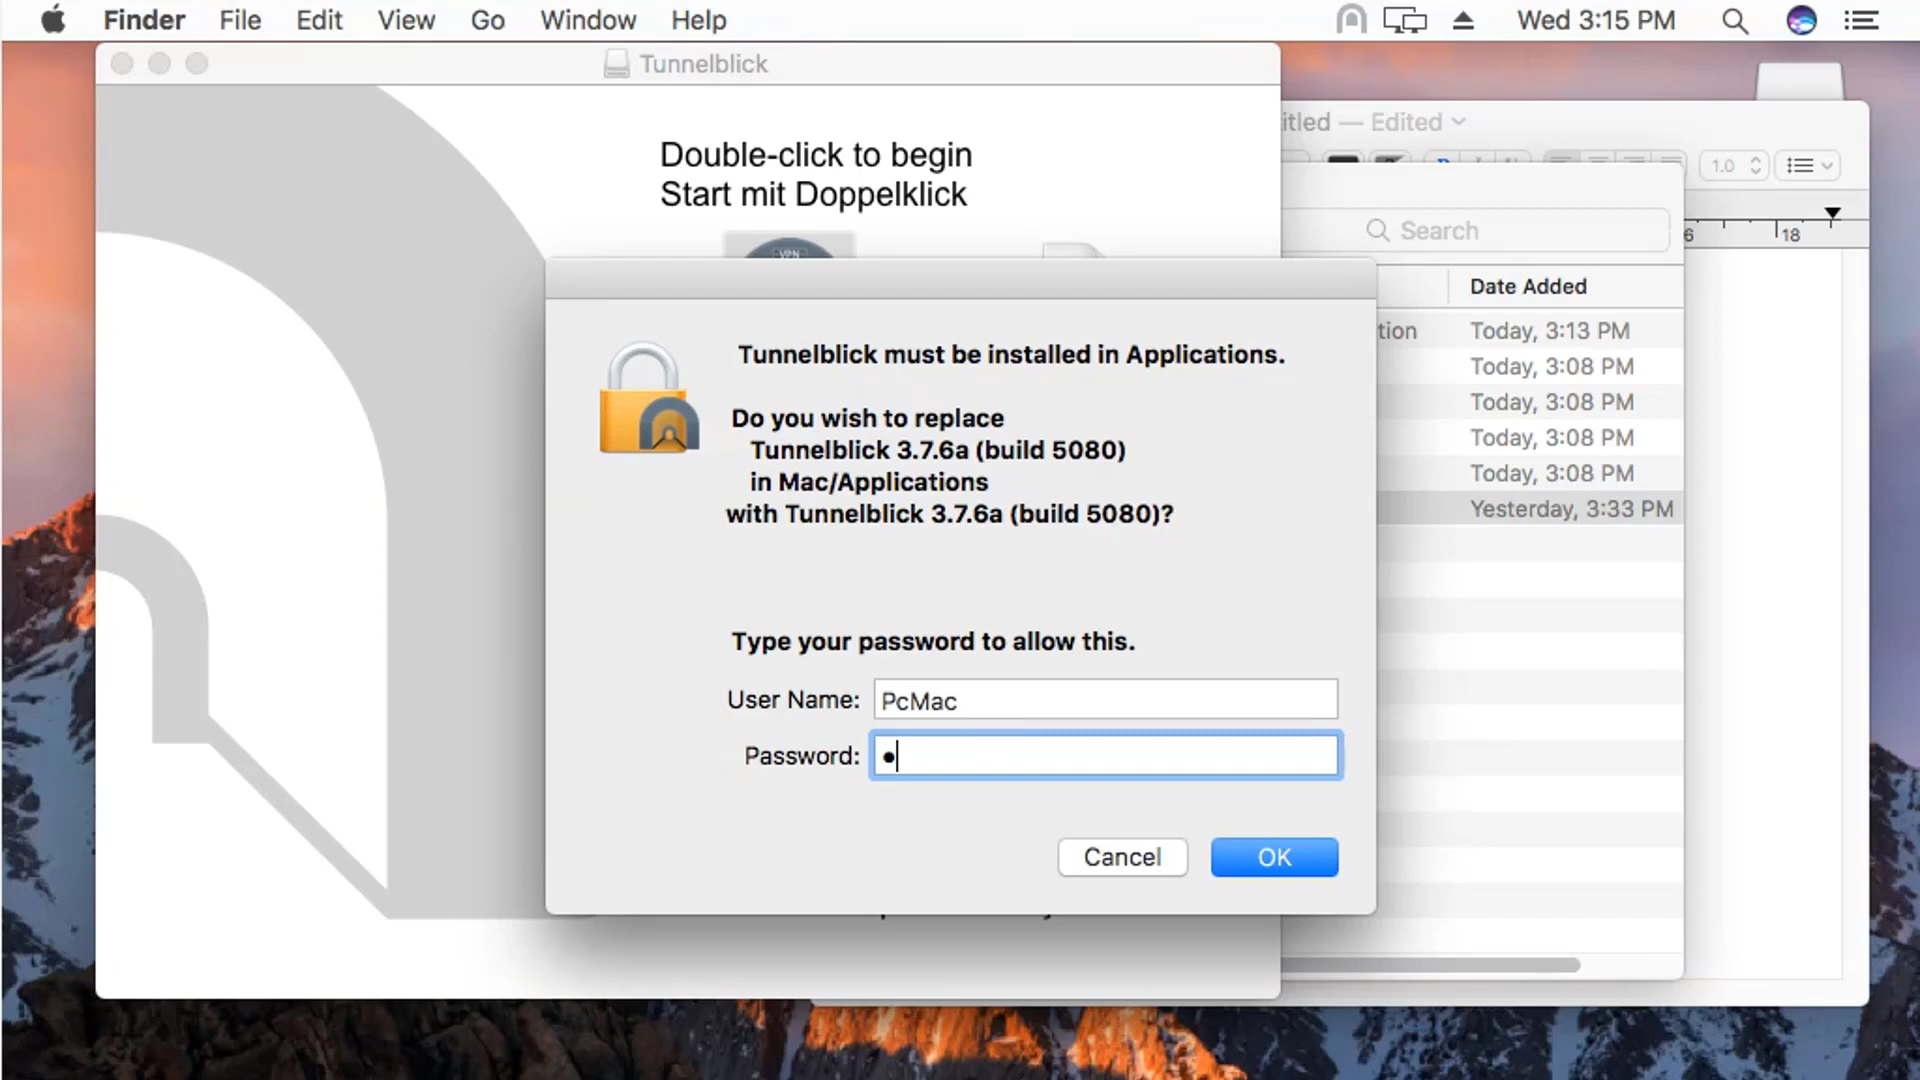 Finder File Edit View Go Window Help Wed 3:15 PM
Tunnelblick
Double-click to begin
Start mit Doppelklick
VPN
itled — Edited
1.0
Search
6 18
Date Added
tion Today, 3:13 PM
Today, 3:08 PM
Today, 3:08 PM
Today, 3:08 PM
Today, 3:08 PM
Yesterday, 3:33 PM
Tunnelblick must be installed in Applications.
Do you wish to replace
Tunnelblick 3.7.6a (build 5080)
in Mac/Applications
with Tunnelblick 3.7.6a (build 5080)?
Type your password to allow this.
User Name: PcMac
Password: ●
Cancel OK